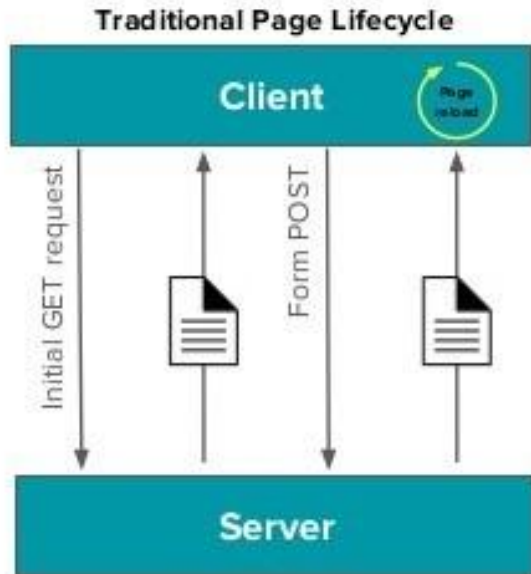 Traditional Page Lifecycle
Client
Page
reload
Initial GET request
Form POST
Server